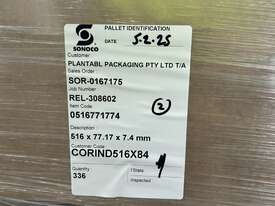 SONOCO
PALLET IDENTIFICATION
DATE 5-2-25
Customer
PLANTABL PACKAGING PTY LTD T/A
Sales Order
SOR-0167175
Job Number
REL-308602
Item Code
0516771774
2
Description
516 x 77.17 x 7.4 mm
Customer Code
CORIND516X84
Quantity
336
Inspected